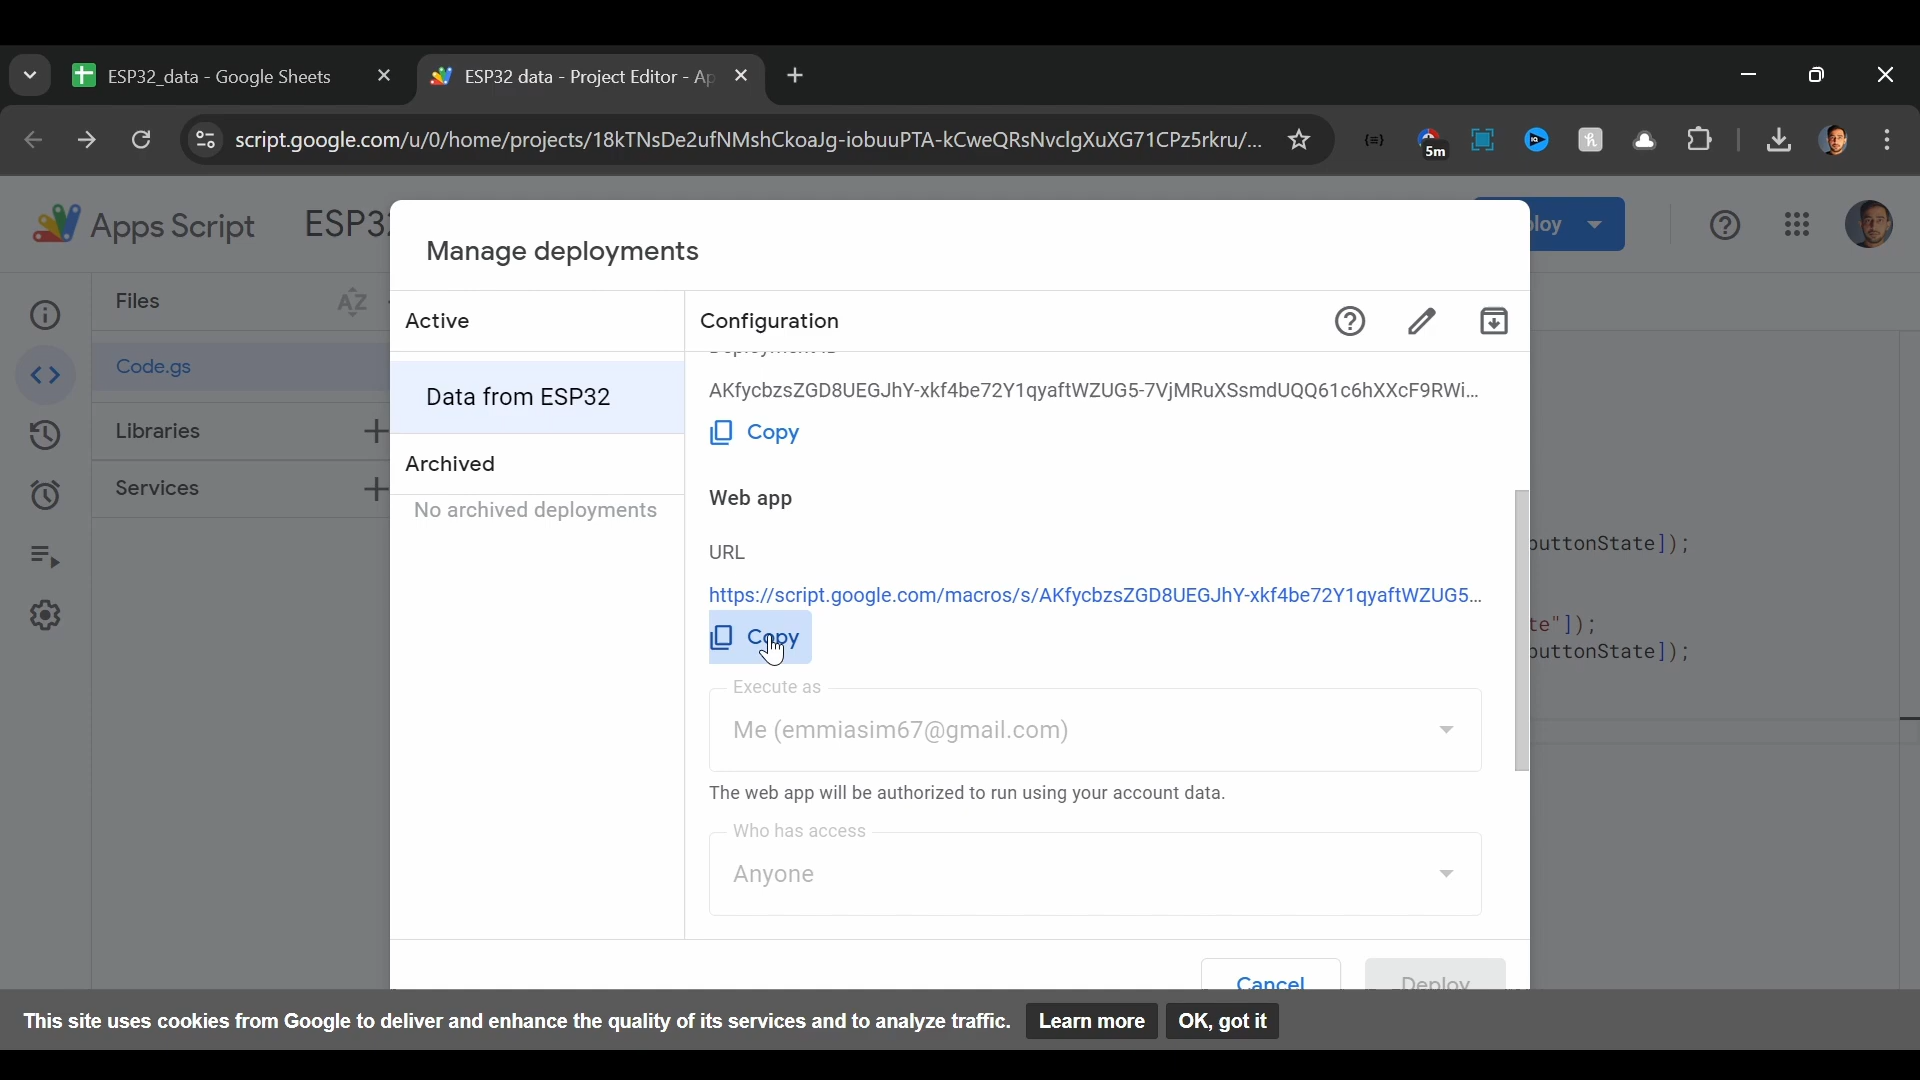 ESP32_data - Google Sheets
ESP32 data - Project Editor - Ap
script.google.com/u/0/home/projects/18kTNsDe2ufNMshCkoaJg-iobuuPTA-kCweQRsNvclgXuXG71CPz5rkru/...
5m
Apps Script
ESP32
loy
Manage deployments
Files
AZ
Active
Configuration
Code.gs
Data from ESP32
AKfycbzsZGD8UEGJhY-xkf4be72Y1qyaftWZUG5-7VjMRuXSsmdUQQ61c6hXXcF9RWi...
Copy
Libraries
Archived
Services
No archived deployments
Web app
URL
uttonState]);
https://script.google.com/macros/s/AKfycbzsZGD8UEGJhY-xkf4be72Y1qyaftWZUG5...
te"]);
Copy
uttonState]);
Execute as
Me (emmiasim67@gmail.com)
The web app will be authorized to run using your account data.
Who has access
Anyone
Cancel
Deploy
This site uses cookies from Google to deliver and enhance the quality of its services and to analyze traffic.
Learn more
OK, got it